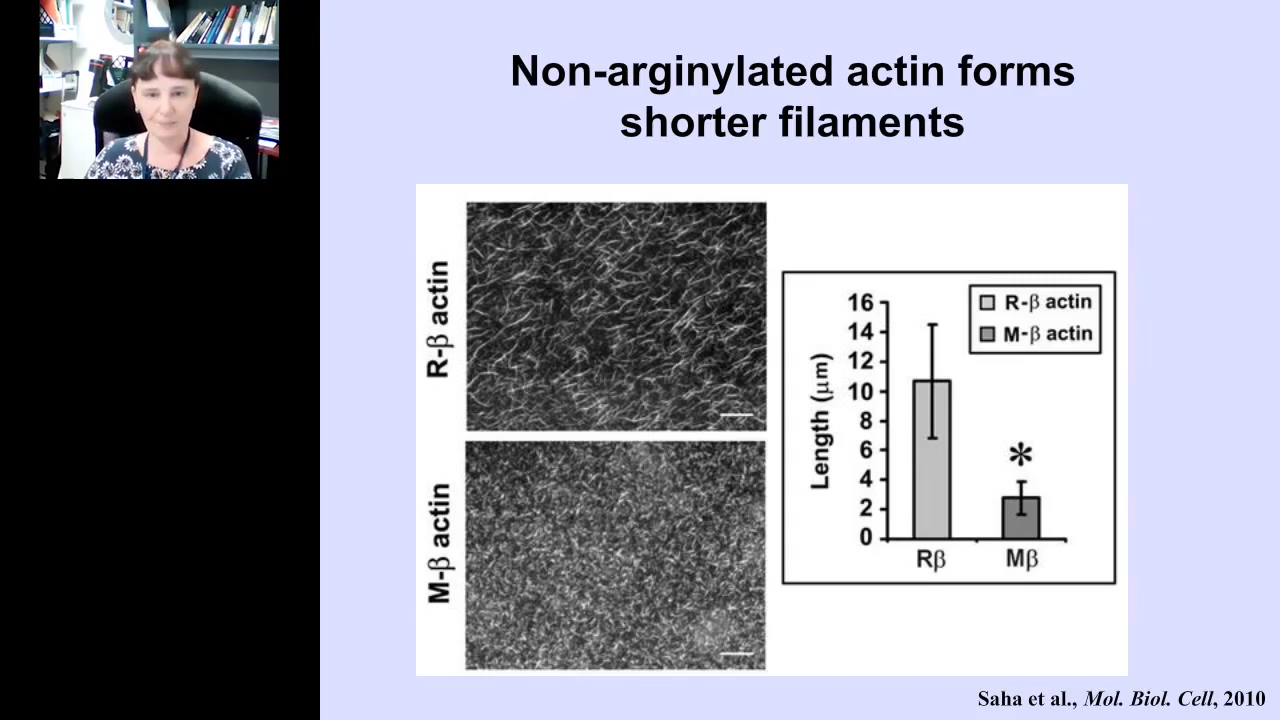 Non-arginylated actin forms
shorter filaments
R-β actin
M-β actin
Length (μm)
16
14
12
10
8
6
4
2
0
R-β actin
M-β actin
*
Rβ
Mβ
Saha et al., Mol. Biol. Cell, 2010